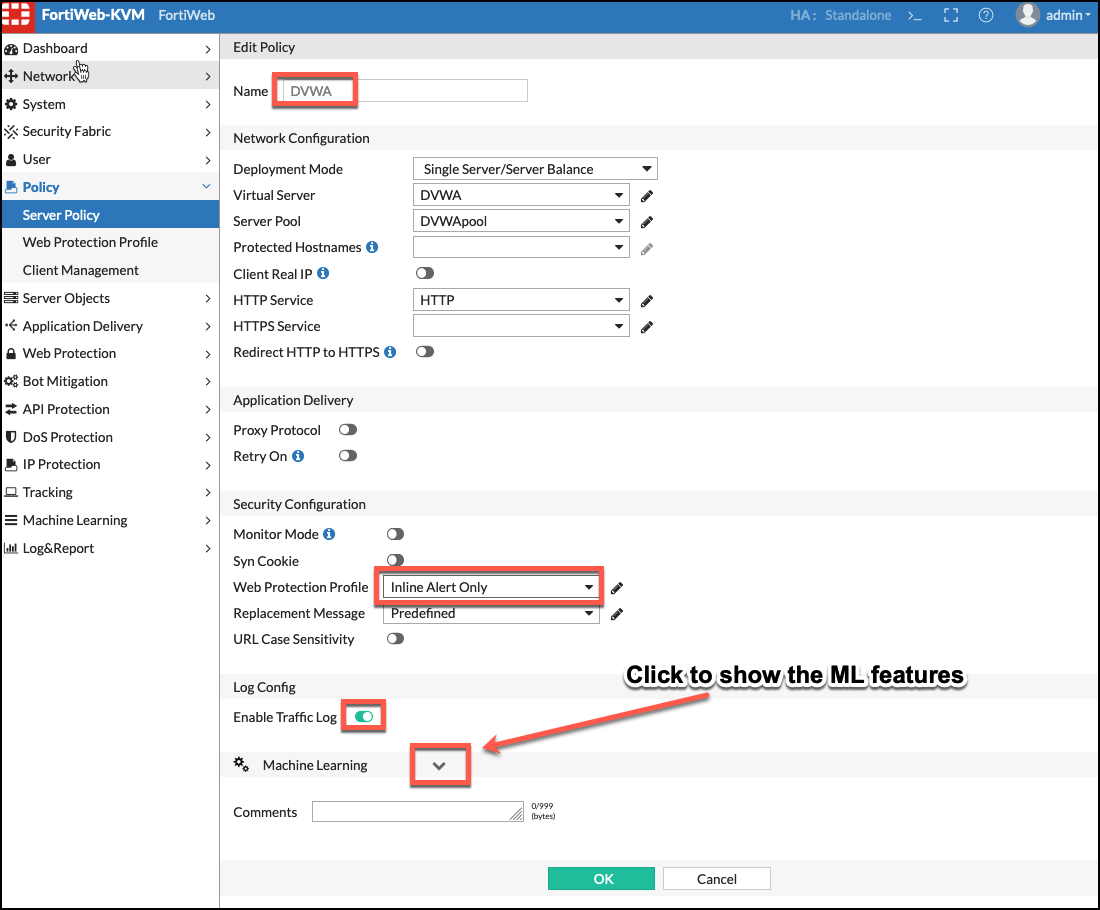 FortiWeb-KVM FortiWeb HA: Standalone >_ admin
Dashboard
Network
System
Security Fabric
User
Policy
Server Policy
Web Protection Profile
Client Management
Server Objects
Application Delivery
Web Protection
Bot Mitigation
API Protection
DoS Protection
IP Protection
Tracking
Machine Learning
Log&Report
Edit Policy
Name DVWA
Network Configuration
Deployment Mode Single Server/Server Balance
Virtual Server DVWA
Server Pool DVWApool
Protected Hostnames
Client Real IP
HTTP Service HTTP
HTTPS Service
Redirect HTTP to HTTPS
Application Delivery
Proxy Protocol
Retry On
Security Configuration
Monitor Mode
Syn Cookie
Web Protection Profile Inline Alert Only
Replacement Message Predefined
URL Case Sensitivity
Click to show the ML features
Log Config
Enable Traffic Log
Machine Learning
Comments 0/999
(bytes)
OK Cancel